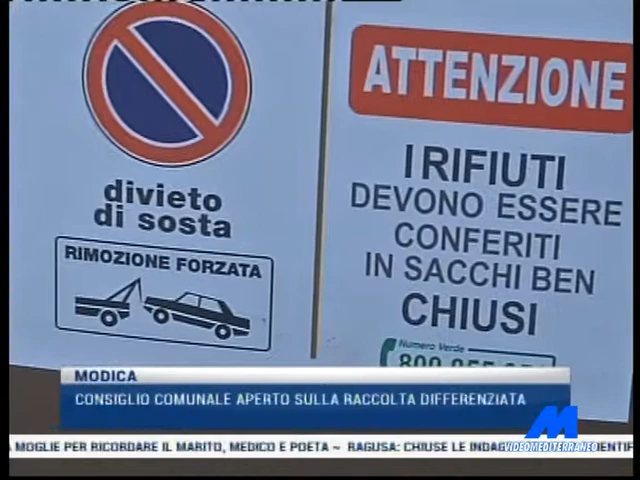 divieto
di sosta
RIMOZIONE FORZATA
ATTENZIONE
I RIFIUTI
DEVONO ESSERE
CONFERITI
IN SACCHI BEN
CHIUSI
Numero Verde
MODICA
CONSIGLIO COMUNALE APERTO SULLA RACCOLTA DIFFERENZIATA
M
VIDEOMEDITERRANEO
MOGLIE PER RICORDARE IL MARITO, MEDICO E POETA ~ RAGUSA: CHIUSE LE